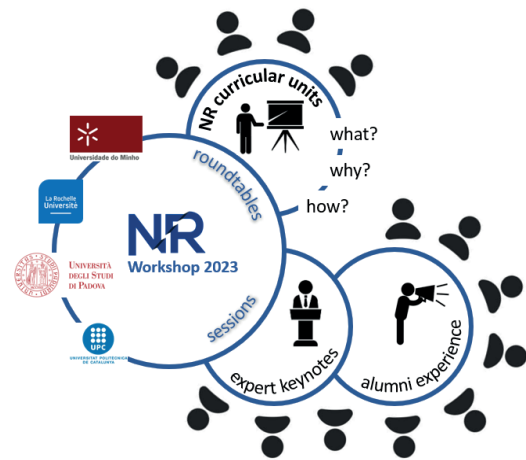 NR curricular units
what?
why?
how?
Universidade do Minho
La Rochelle
Université
UNIVERSITÀ
DEGLI STUDI
DI PADOVA
UPC
UNIVERSITAT POLITÈCNICA
DE CATALUNYA
roundtables
NR
Workshop 2023
sessions
expert keynotes
alumni experience